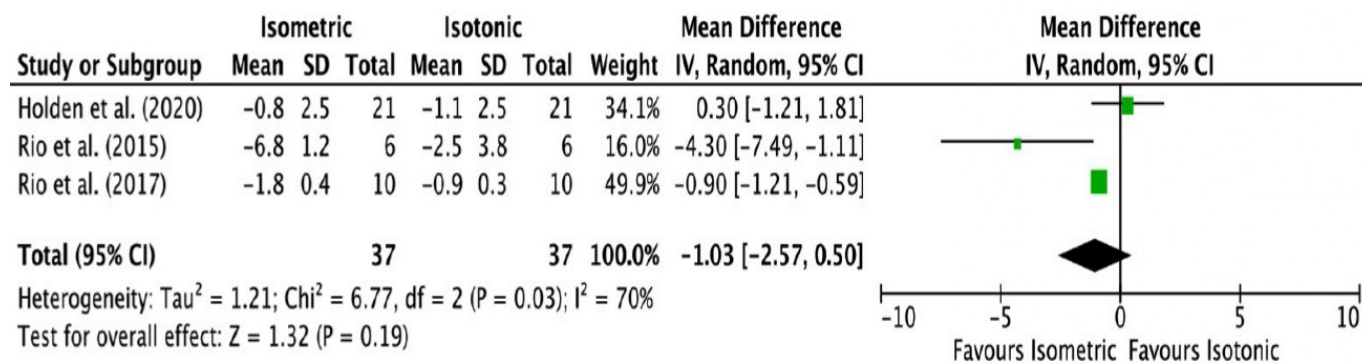 Isometric Isotonic Mean Difference Mean Difference
Study or Subgroup Mean SD Total Mean SD Total Weight IV, Random, 95% CI IV, Random, 95% CI
Holden et al. (2020) −0.8 2.5 21 −1.1 2.5 21 34.1% 0.30 [−1.21, 1.81]
Rio et al. (2015) −6.8 1.2 6 −2.5 3.8 6 16.0% −4.30 [−7.49, −1.11]
Rio et al. (2017) −1.8 0.4 10 −0.9 0.3 10 49.9% −0.90 [−1.21, −0.59]
Total (95% CI) 37 37 100.0% −1.03 [−2.57, 0.50]
Heterogeneity: Tau² = 1.21; Chi² = 6.77, df = 2 (P = 0.03); I² = 70%
Test for overall effect: Z = 1.32 (P = 0.19)
−10 −5 0 5 10
Favours Isometric Favours Isotonic